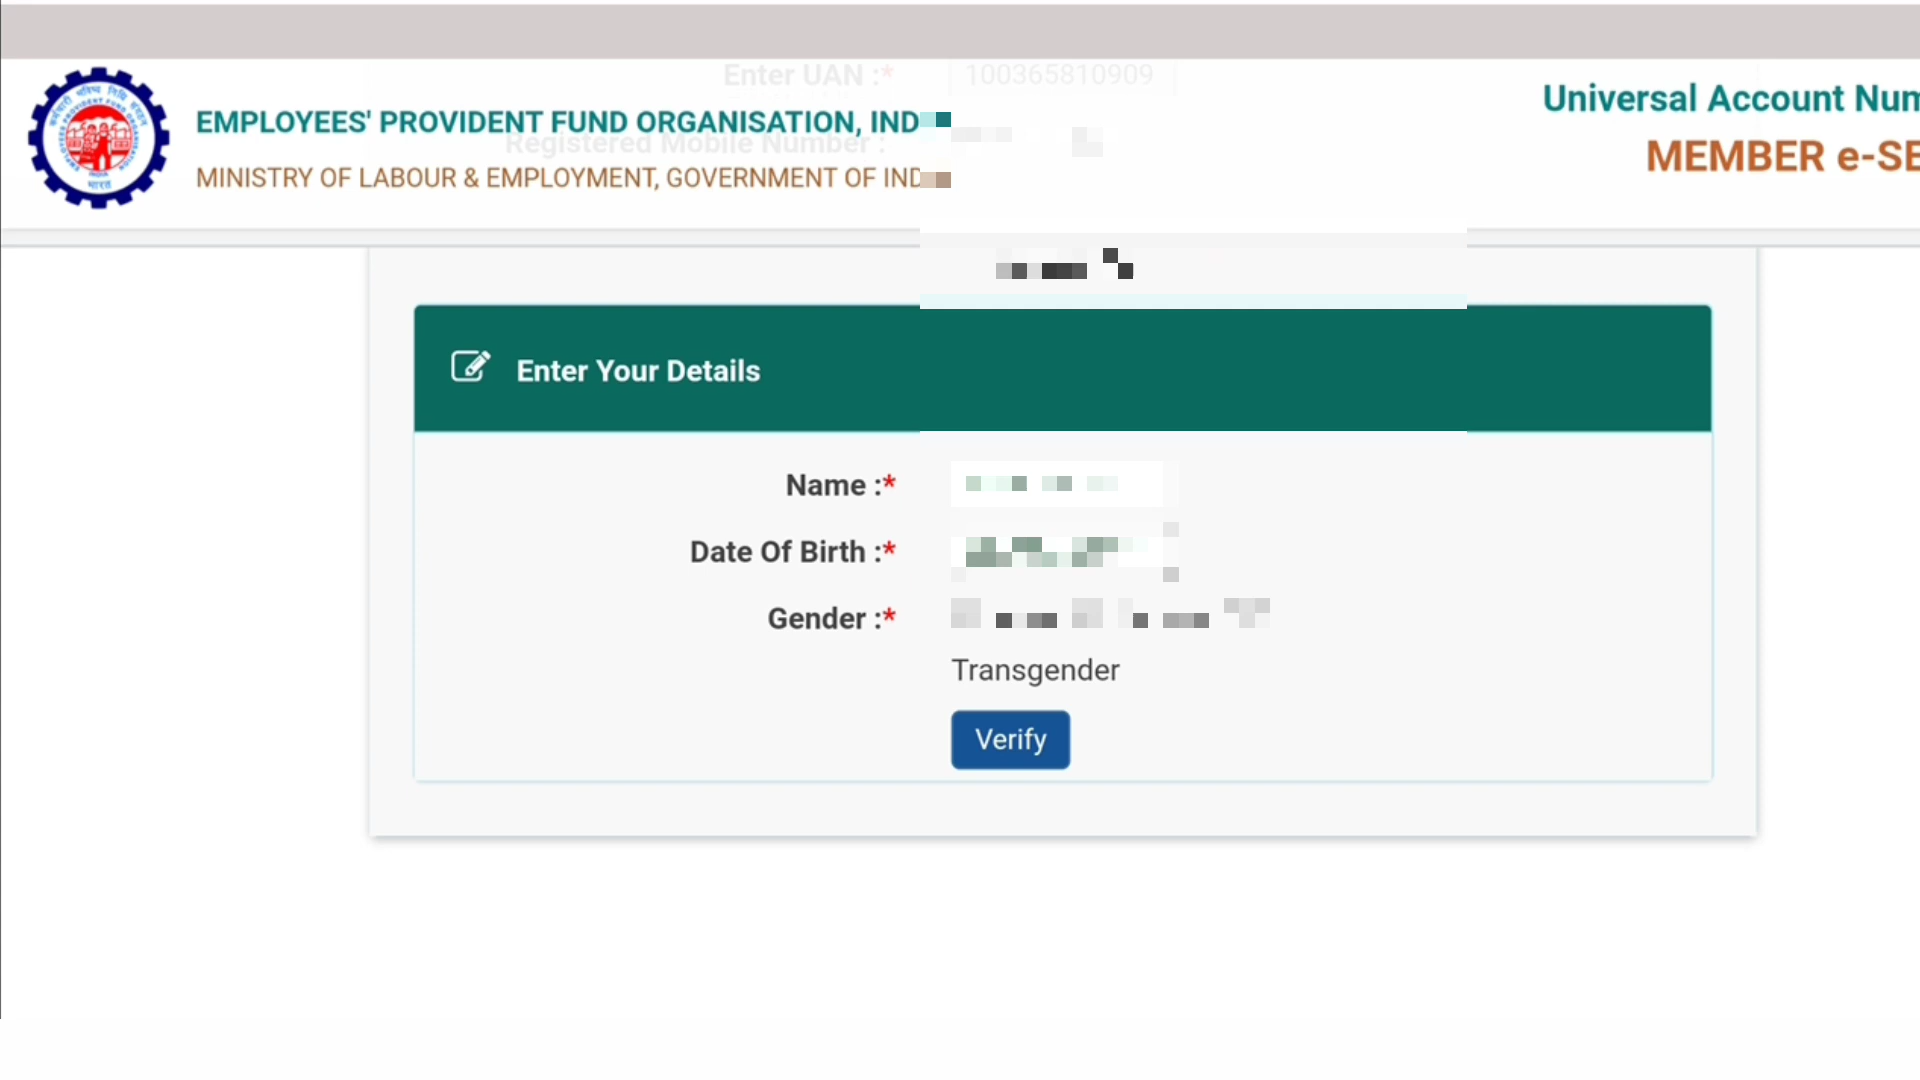 Enter UAN :* 100365810909
EMPLOYEES' PROVIDENT FUND ORGANISATION, IND
Registered Mobile Number :
MINISTRY OF LABOUR & EMPLOYMENT, GOVERNMENT OF IND
Universal Account Num
MEMBER e-SE
Enter Your Details
Name :*
Date Of Birth :*
Gender :*
Transgender
Verify